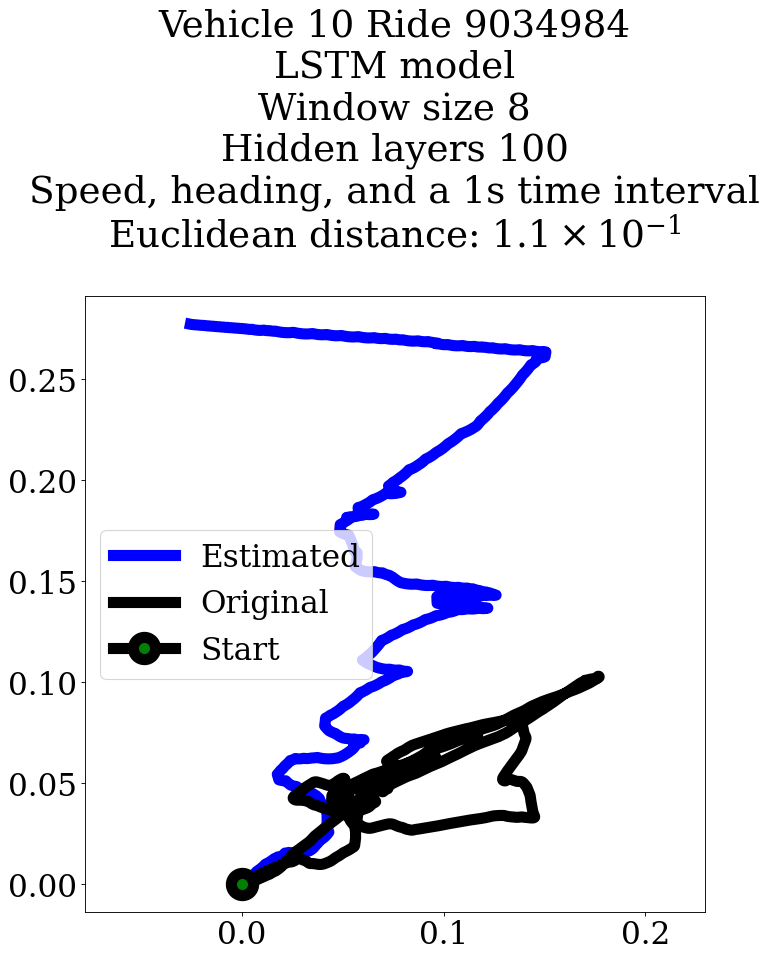 Vehicle 10 Ride 9034984
LSTM model
Window size 8
Hidden layers 100
Speed, heading, and a 1s time interval
Euclidean distance: 1.1 × 10⁻¹
0.25
0.20
0.15
0.10
0.05
0.00
Estimated
Original
Start
0.0 0.1 0.2